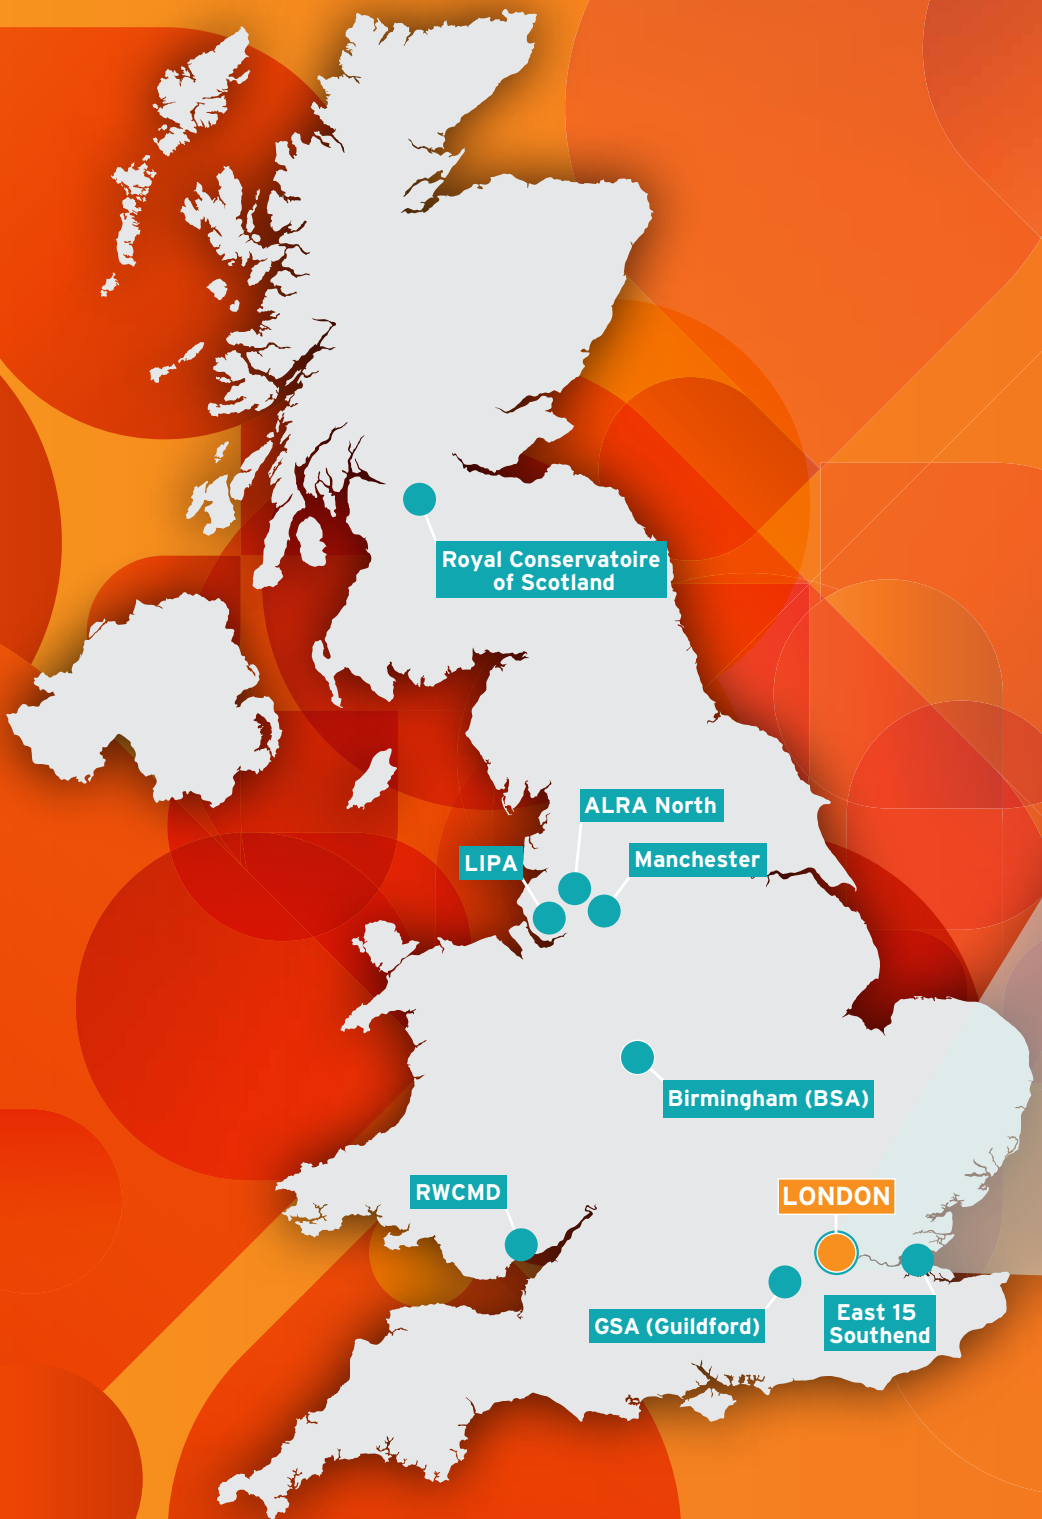 Royal Conservatoire
of Scotland
ALRA North
LIPA
Manchester
Birmingham (BSA)
RWCMD
LONDON
GSA (Guildford)
East 15
Southend